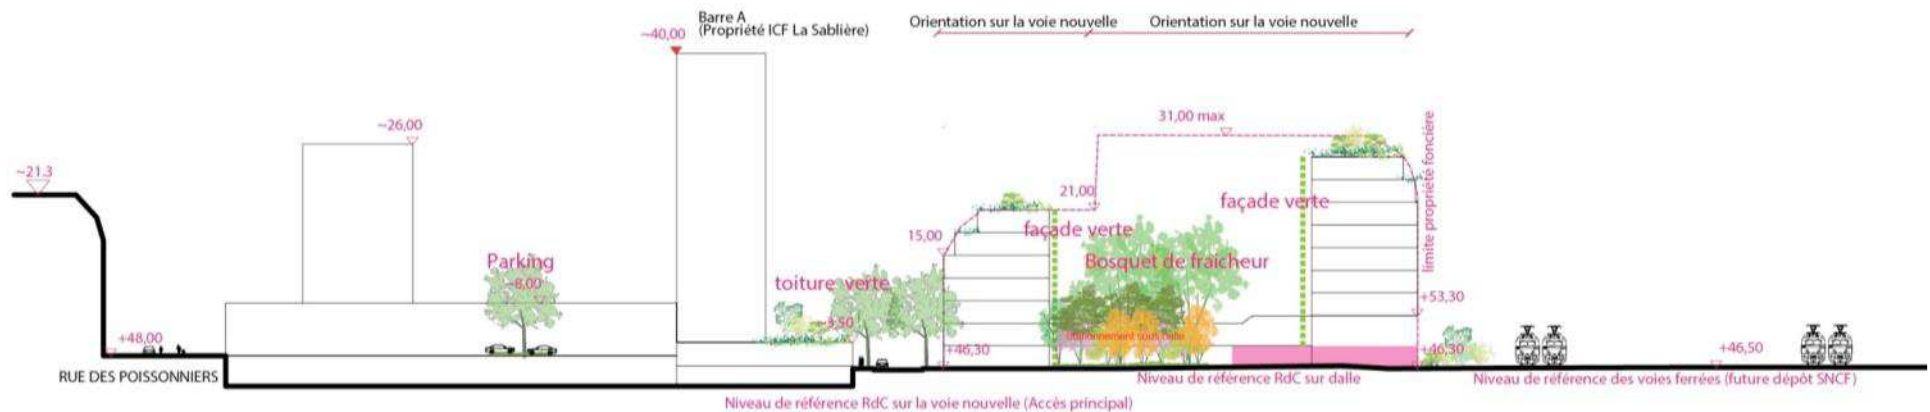 Barre A
(Propriété ICF La Sablière)
Orientation sur la voie nouvelle
Orientation sur la voie nouvelle
~40,00
~26,00
31,00 max
~21.3
21,00
façade verte
façade verte
15,00
limite propriété foncière
Parking
~8,00
Bosquet de fraîcheur
toiture verte
+53,30
~3,50
+48,00
stationnement sous dalle
+46,30
+46,30
+46,50
RUE DES POISSONNIERS
Niveau de référence RdC sur dalle
Niveau de référence des voies ferrées (future dépôt SNCF)
Niveau de référence RdC sur la voie nouvelle (Accès principal)